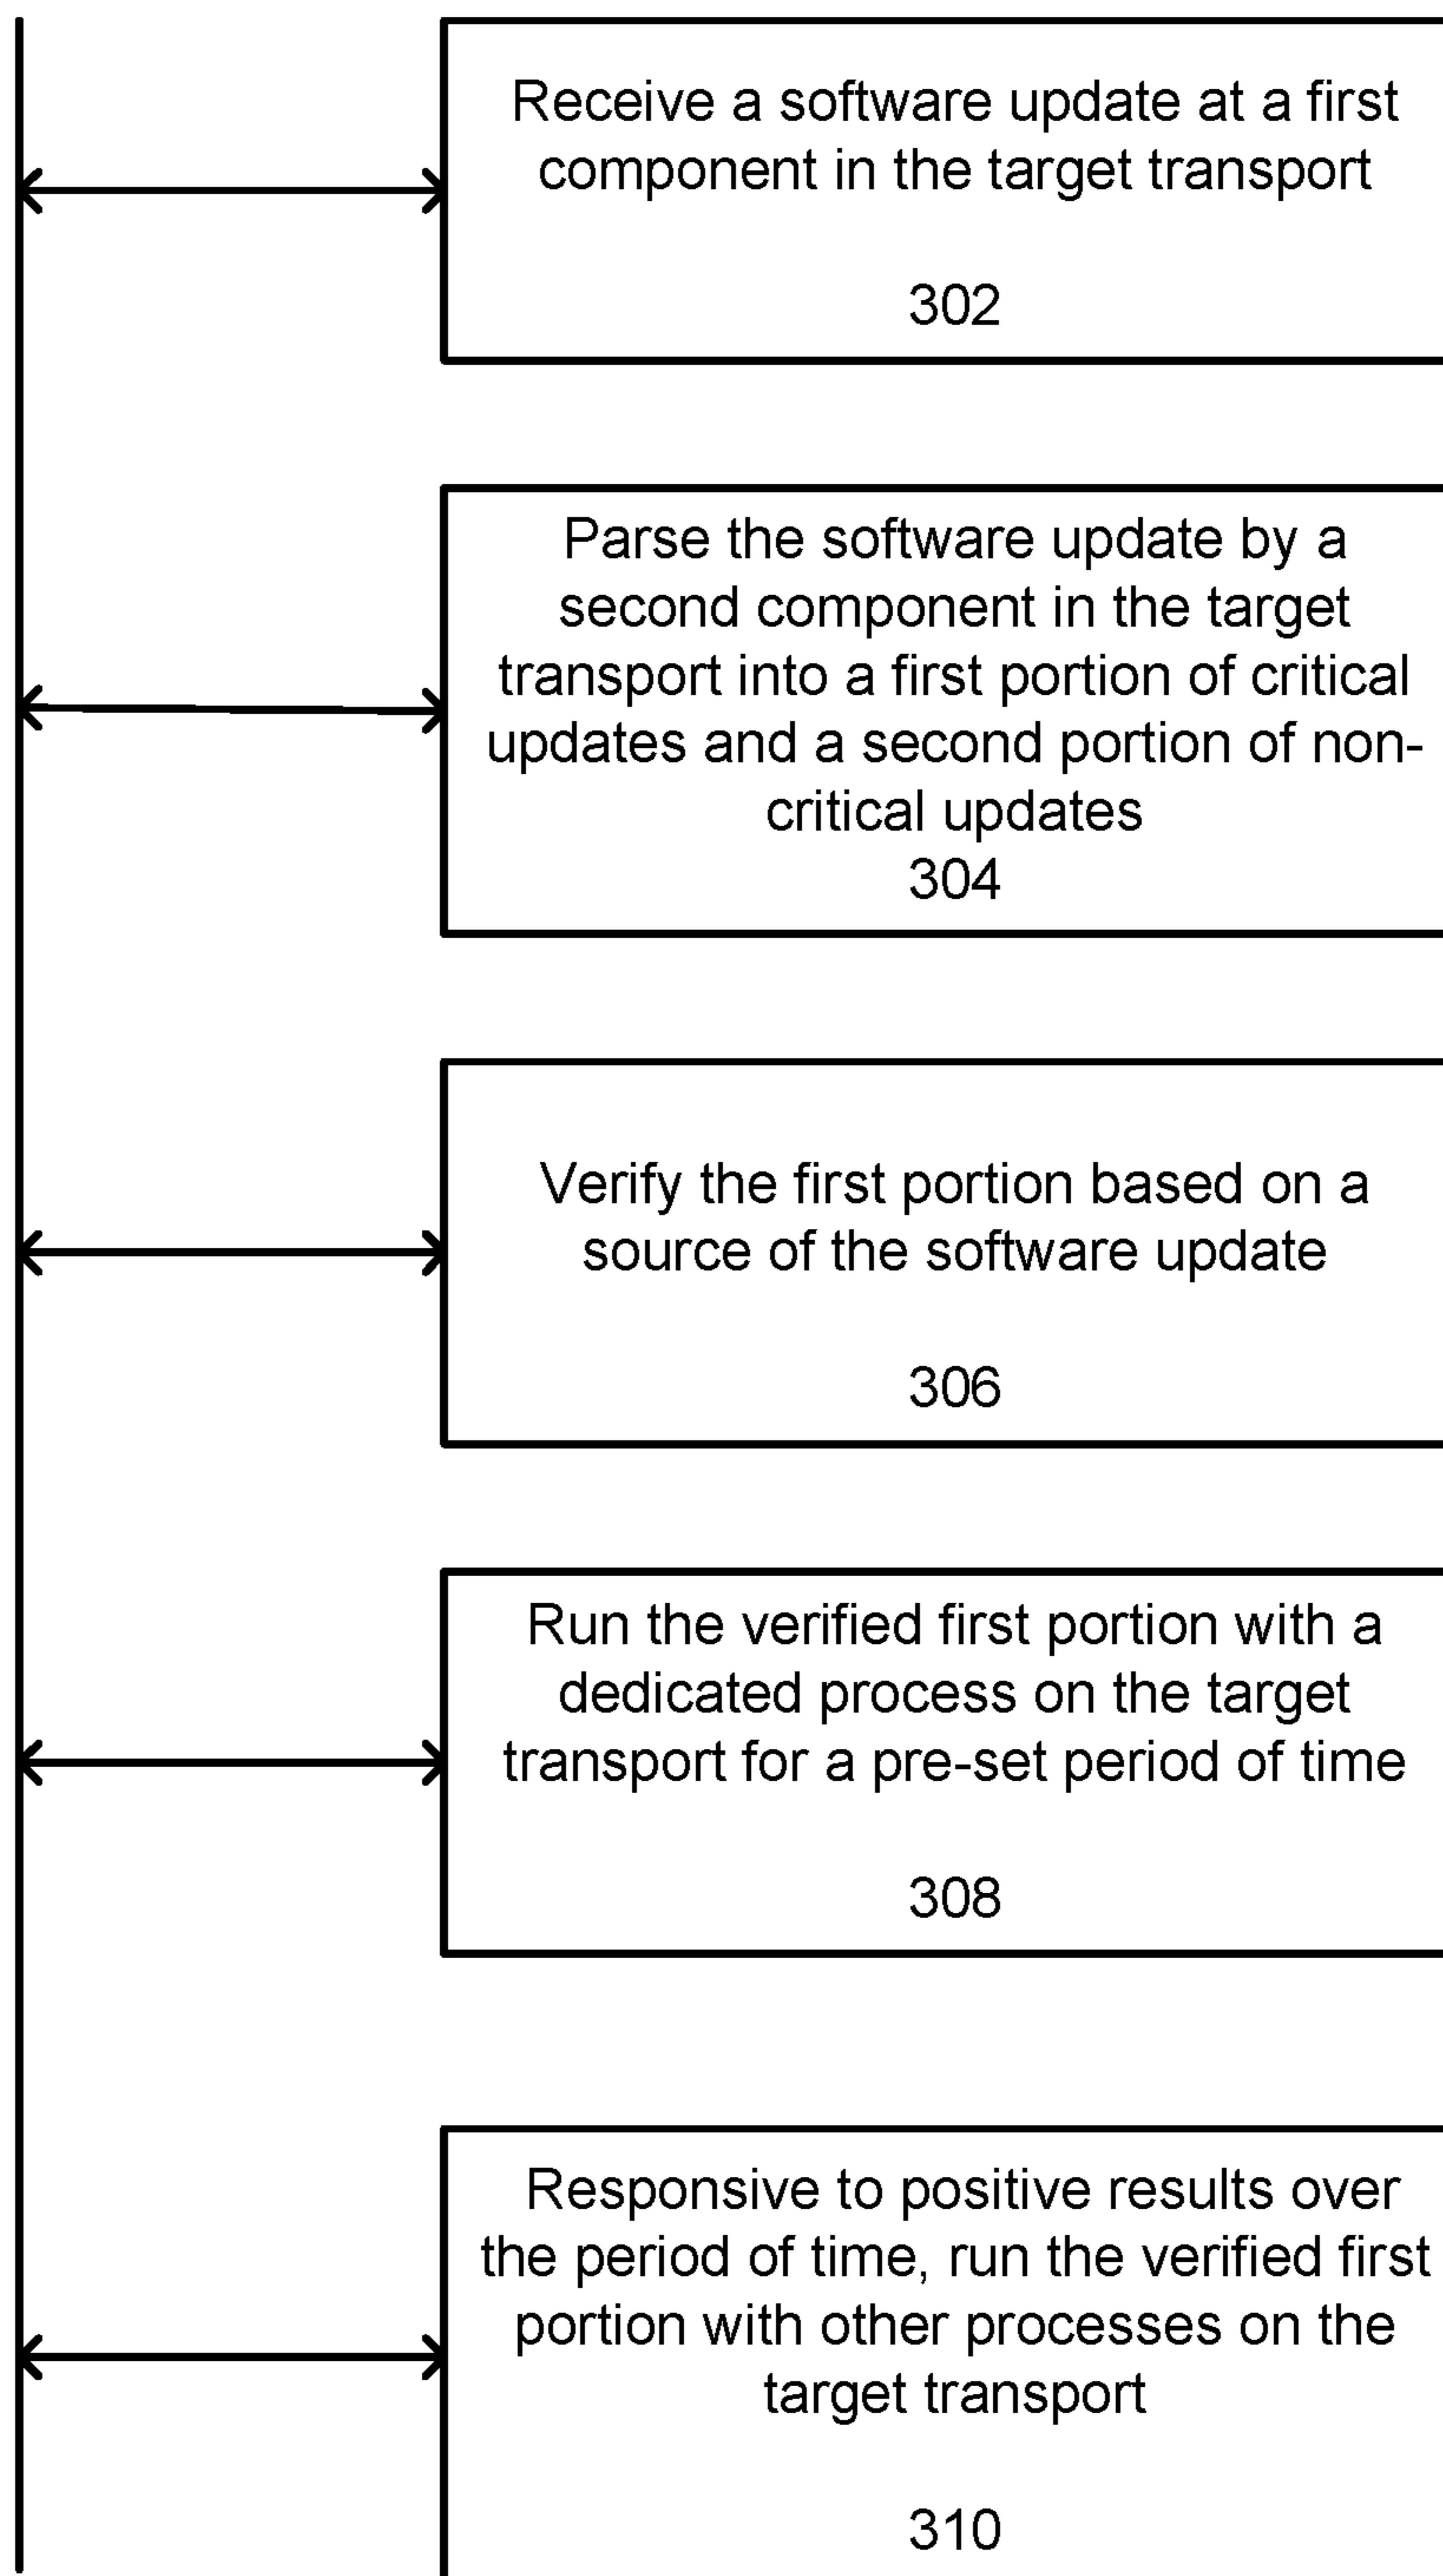 Receive a software update at a first
component in the target transport
302
Parse the software update by a
second component in the target
transport into a first portion of critical
updates and a second portion of non-
critical updates
304
Verify the first portion based on a
source of the software update
306
Run the verified first portion with a
dedicated process on the target
transport for a pre-set period of time
308
Responsive to positive results over
the period of time, run the verified first
portion with other processes on the
target transport
310